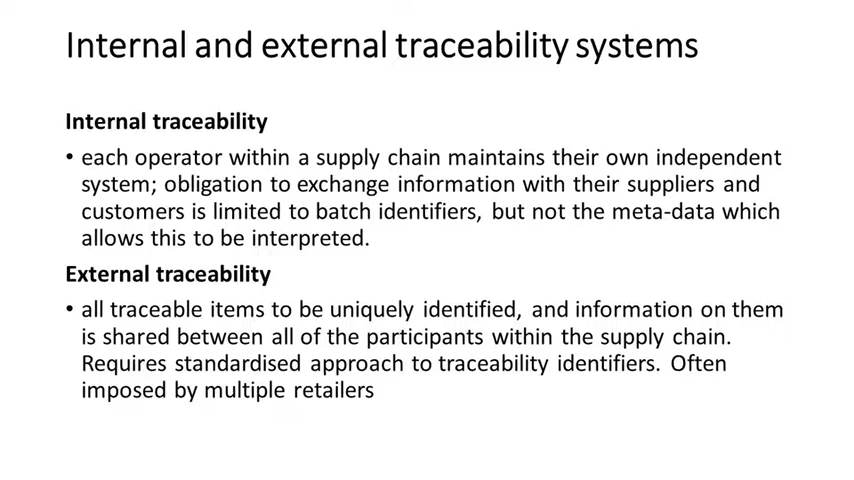 Internal and external traceability systems
Internal traceability
• each operator within a supply chain maintains their own independent
system; obligation to exchange information with their suppliers and
customers is limited to batch identifiers, but not the meta-data which
allows this to be interpreted.
External traceability
• all traceable items to be uniquely identified, and information on them
is shared between all of the participants within the supply chain.
Requires standardised approach to traceability identifiers. Often
imposed by multiple retailers